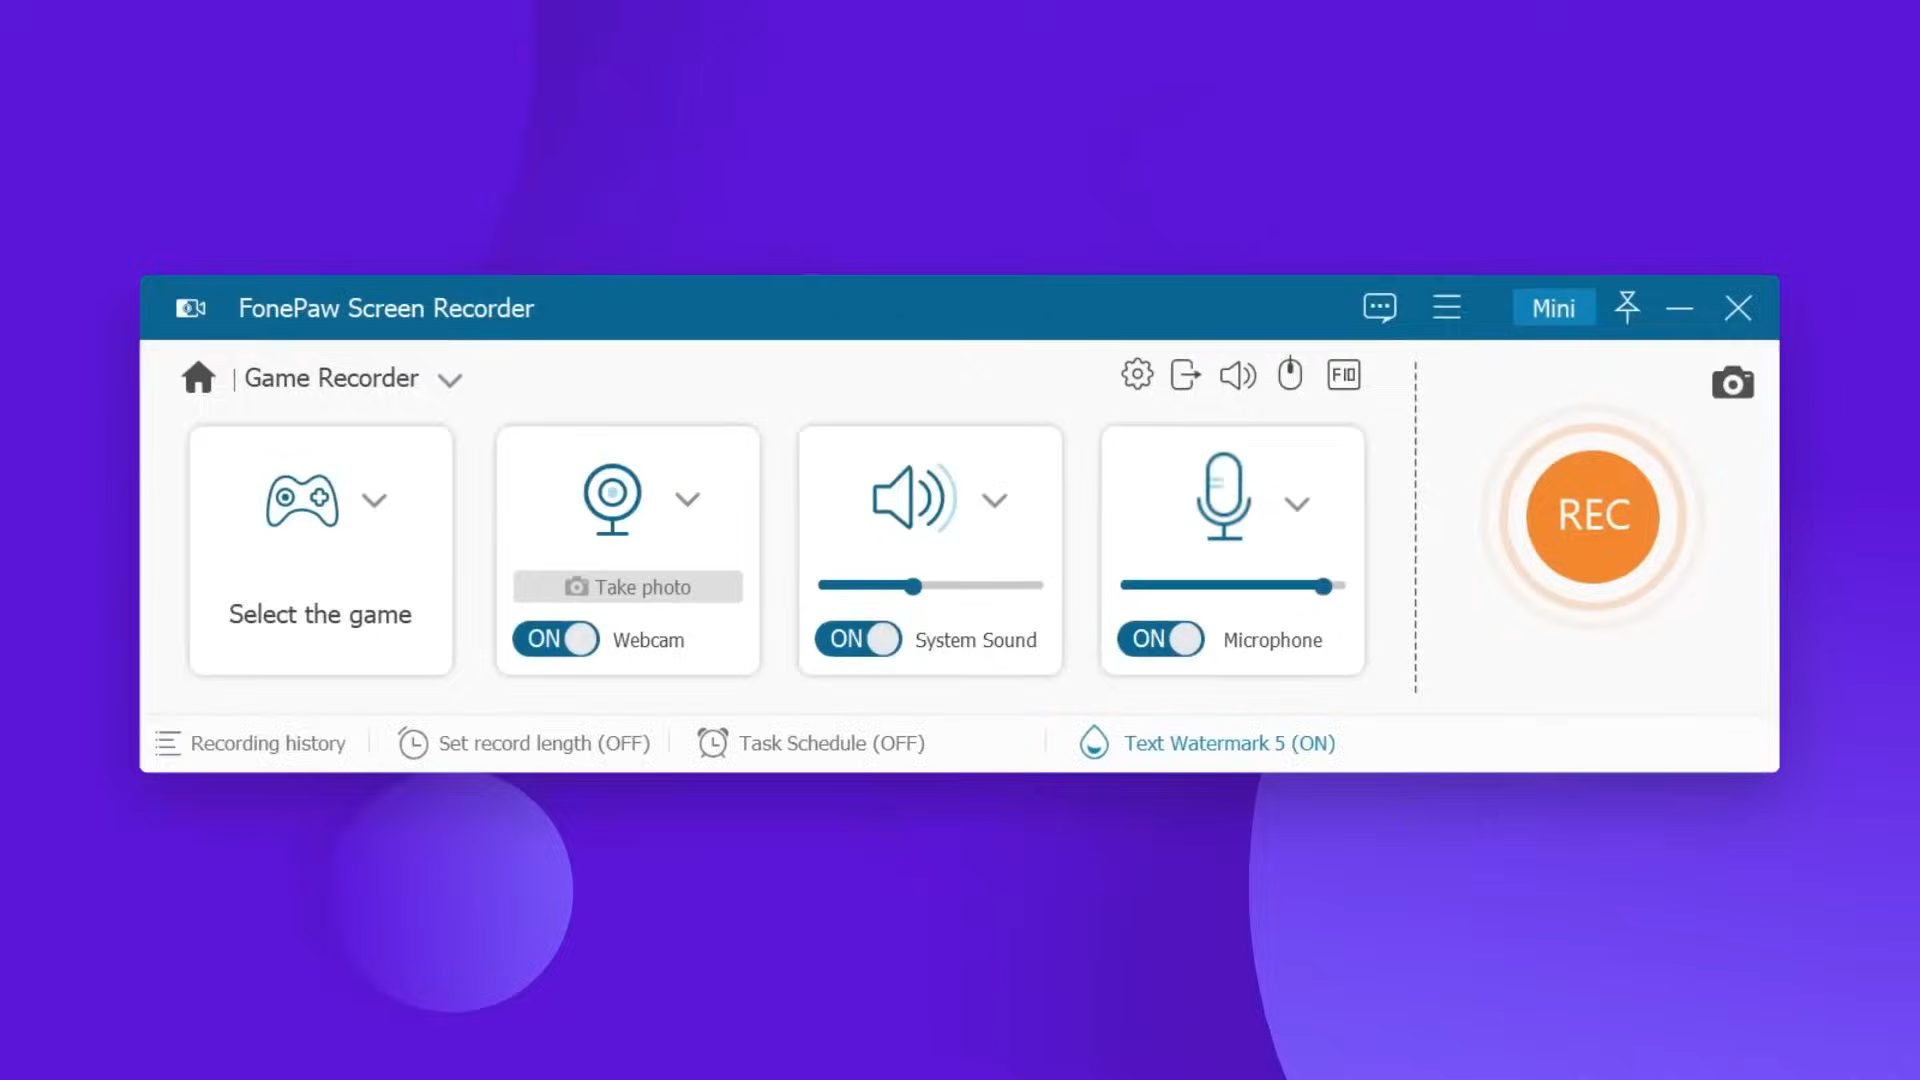 FonePaw Screen Recorder
Mini
| Game Recorder
F10
Select the game
Take photo
ON Webcam
ON System Sound
ON Microphone
REC
Recording history
Set record length (OFF)
Task Schedule (OFF)
Text Watermark 5 (ON)